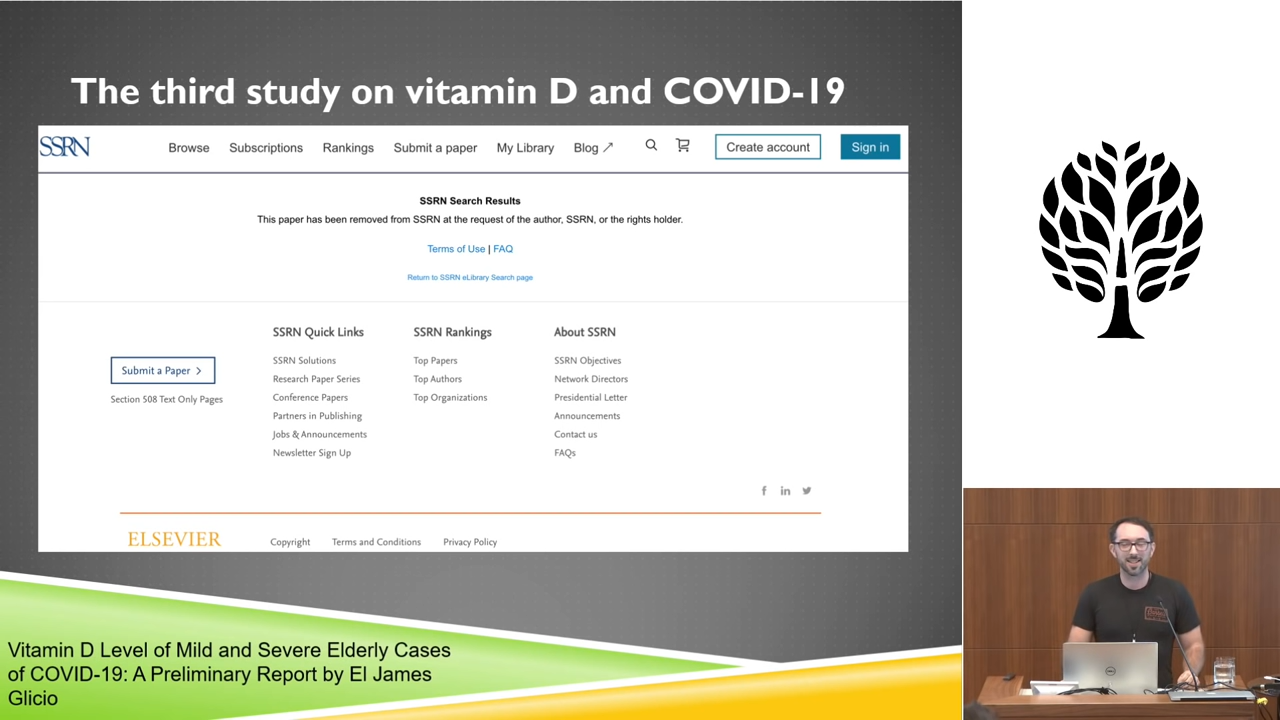 The third study on vitamin D and COVID-19
SSRN
Browse
Subscriptions
Rankings
Submit a paper
My Library
Blog ↗
Create account
Sign in
SSRN Search Results
This paper has been removed from SSRN at the request of the author, SSRN, or the rights holder.
Terms of Use | FAQ
Return to SSRN eLibrary Search page
Submit a Paper >
Section 508 Text Only Pages
SSRN Quick Links
SSRN Solutions
Research Paper Series
Conference Papers
Partners in Publishing
Jobs & Announcements
Newsletter Sign Up
SSRN Rankings
Top Papers
Top Authors
Top Organizations
About SSRN
SSRN Objectives
Network Directors
Presidential Letter
Announcements
Contact us
FAQs
f in
ELSEVIER
Copyright
Terms and Conditions
Privacy Policy
Vitamin D Level of Mild and Severe Elderly Cases
of COVID-19: A Preliminary Report by El James
Glicio